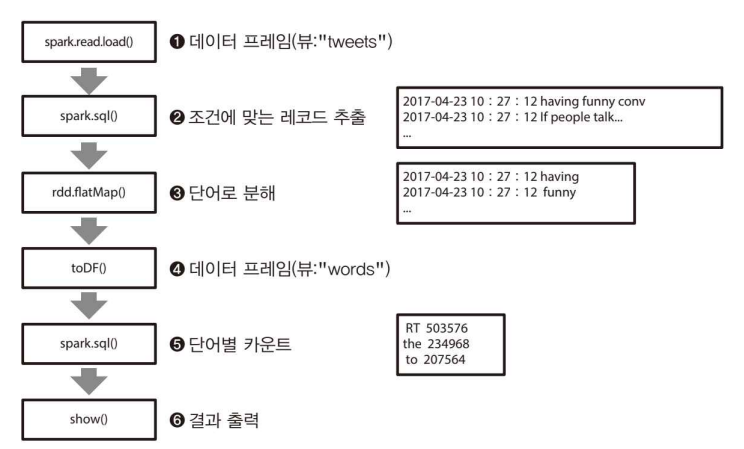 spark.read.load()
❶ 데이터 프레임(뷰:"tweets")
spark.sql()
❷ 조건에 맞는 레코드 추출
2017-04-23 10 : 27 : 12 having funny conv
2017-04-23 10 : 27 : 12 If people talk...
...
rdd.flatMap()
❸ 단어로 분해
2017-04-23 10 : 27 : 12 having
2017-04-23 10 : 27 : 12 funny
...
toDF()
❹ 데이터 프레임(뷰:"words")
spark.sql()
❺ 단어별 카운트
RT 503576
the 234968
to 207564
show()
❻ 결과 출력